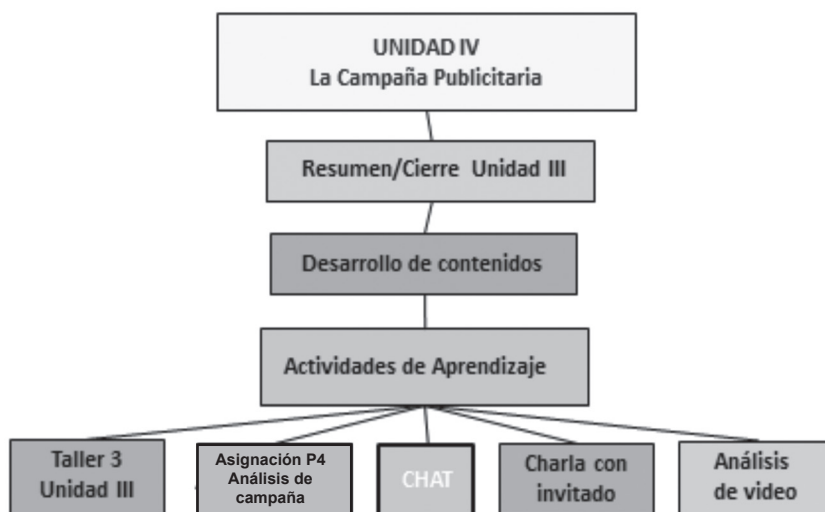 UNIDAD IV
La Campaña Publicitaria
Resumen/Cierre Unidad III
Desarrollo de contenidos
Actividades de Aprendizaje
Taller 3
Unidad III
Asignación P4
Análisis de
campaña
CHAT
Charla con
invitado
Análisis
de video